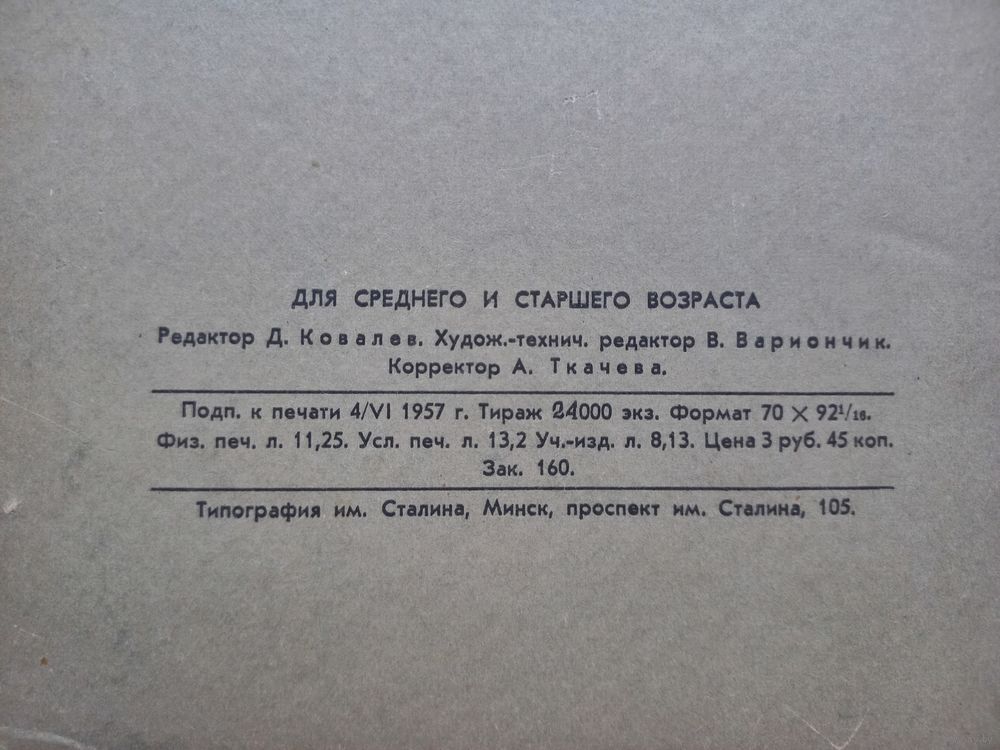 ДЛЯ СРЕДНЕГО И СТАРШЕГО ВОЗРАСТА
Редактор Д. Ковалев. Худож.-технич. редактор В. Вариончик.
Корректор А. Ткачева.
Подп. к печати 4/VI 1957 г. Тираж 24000 экз. Формат 70 × 92¹/₁₆.
Физ. печ. л. 11,25. Усл. печ. л. 13,2 Уч.-изд. л. 8,13. Цена 3 руб. 45 коп.
Зак. 160.
Типография им. Сталина, Минск, проспект им. Сталина, 105.